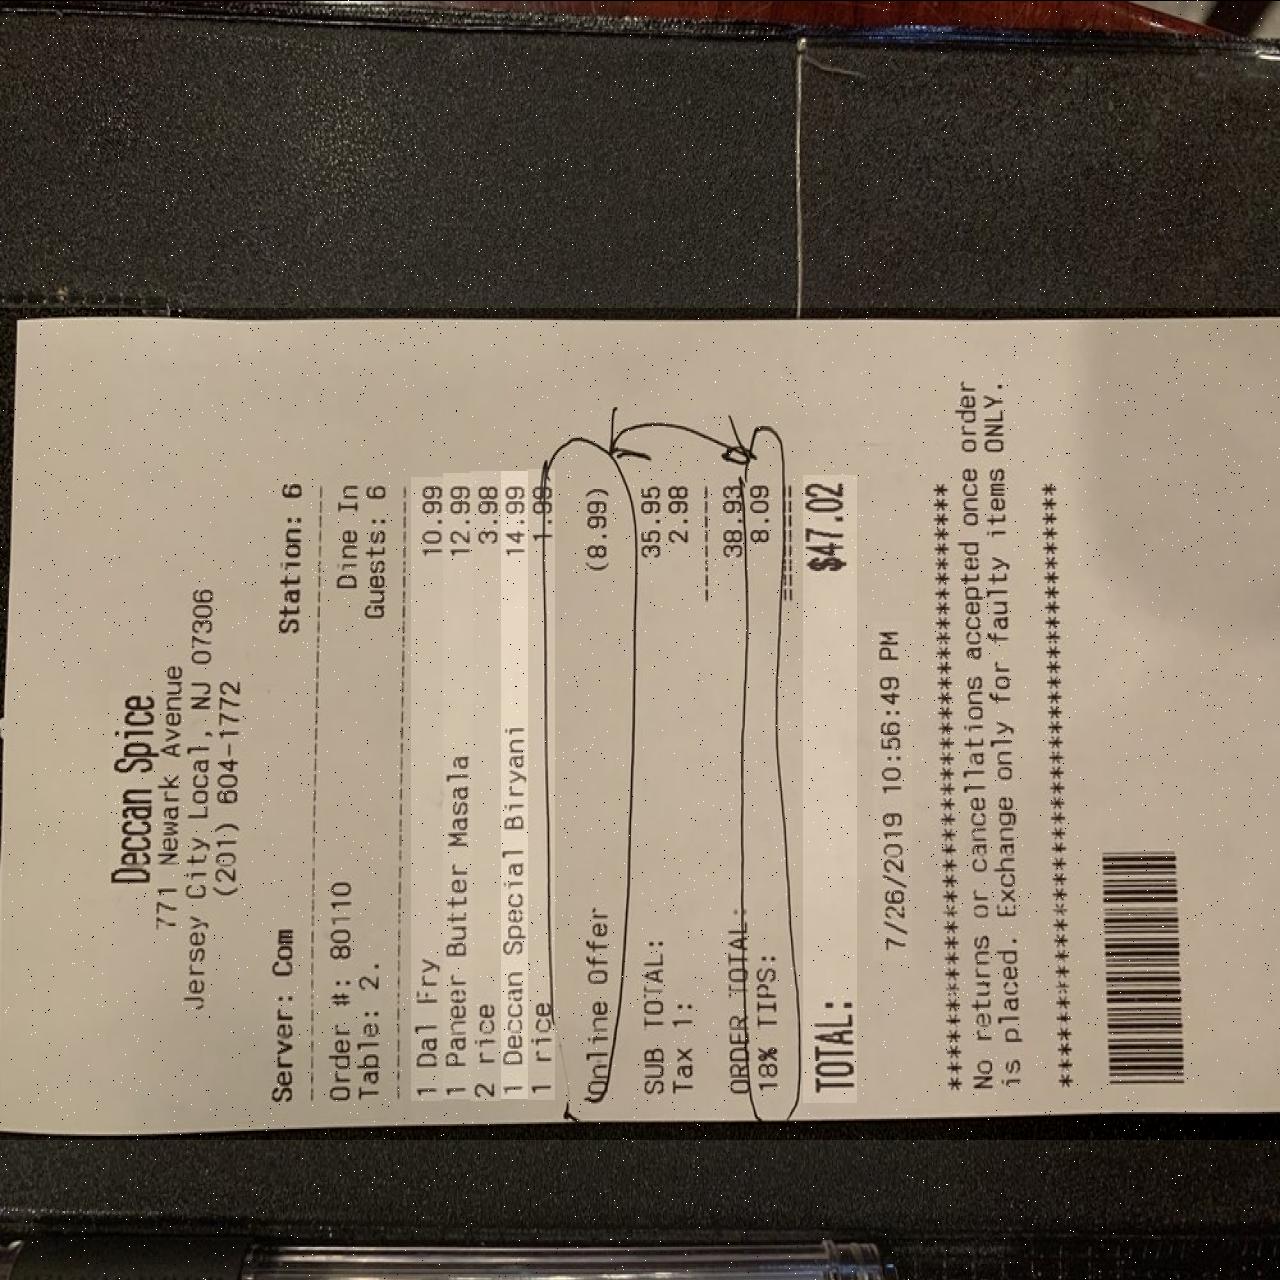 Deccan Spice
771 Newark Avenue
Jersey City Local, NJ 07306
(201) 604-1772
Server: Com Station: 6
Order #: 80110 Dine In
Table: 2. Guests: 6
1 Dal Fry 10.99
1 Paneer Butter Masala 12.99
2 rice 3.98
1 Deccan Special Biryani 14.99
1 rice 1.99
Online Offer (8.99)
SUB TOTAL: 35.95
Tax 1: 2.98
ORDER TOTAL: 38.93
18% TIPS: 8.09
TOTAL: $47.02
7/26/2019 10:56:49 PM
No returns or cancellations accepted once order
is placed. Exchange only for faulty items ONLY.